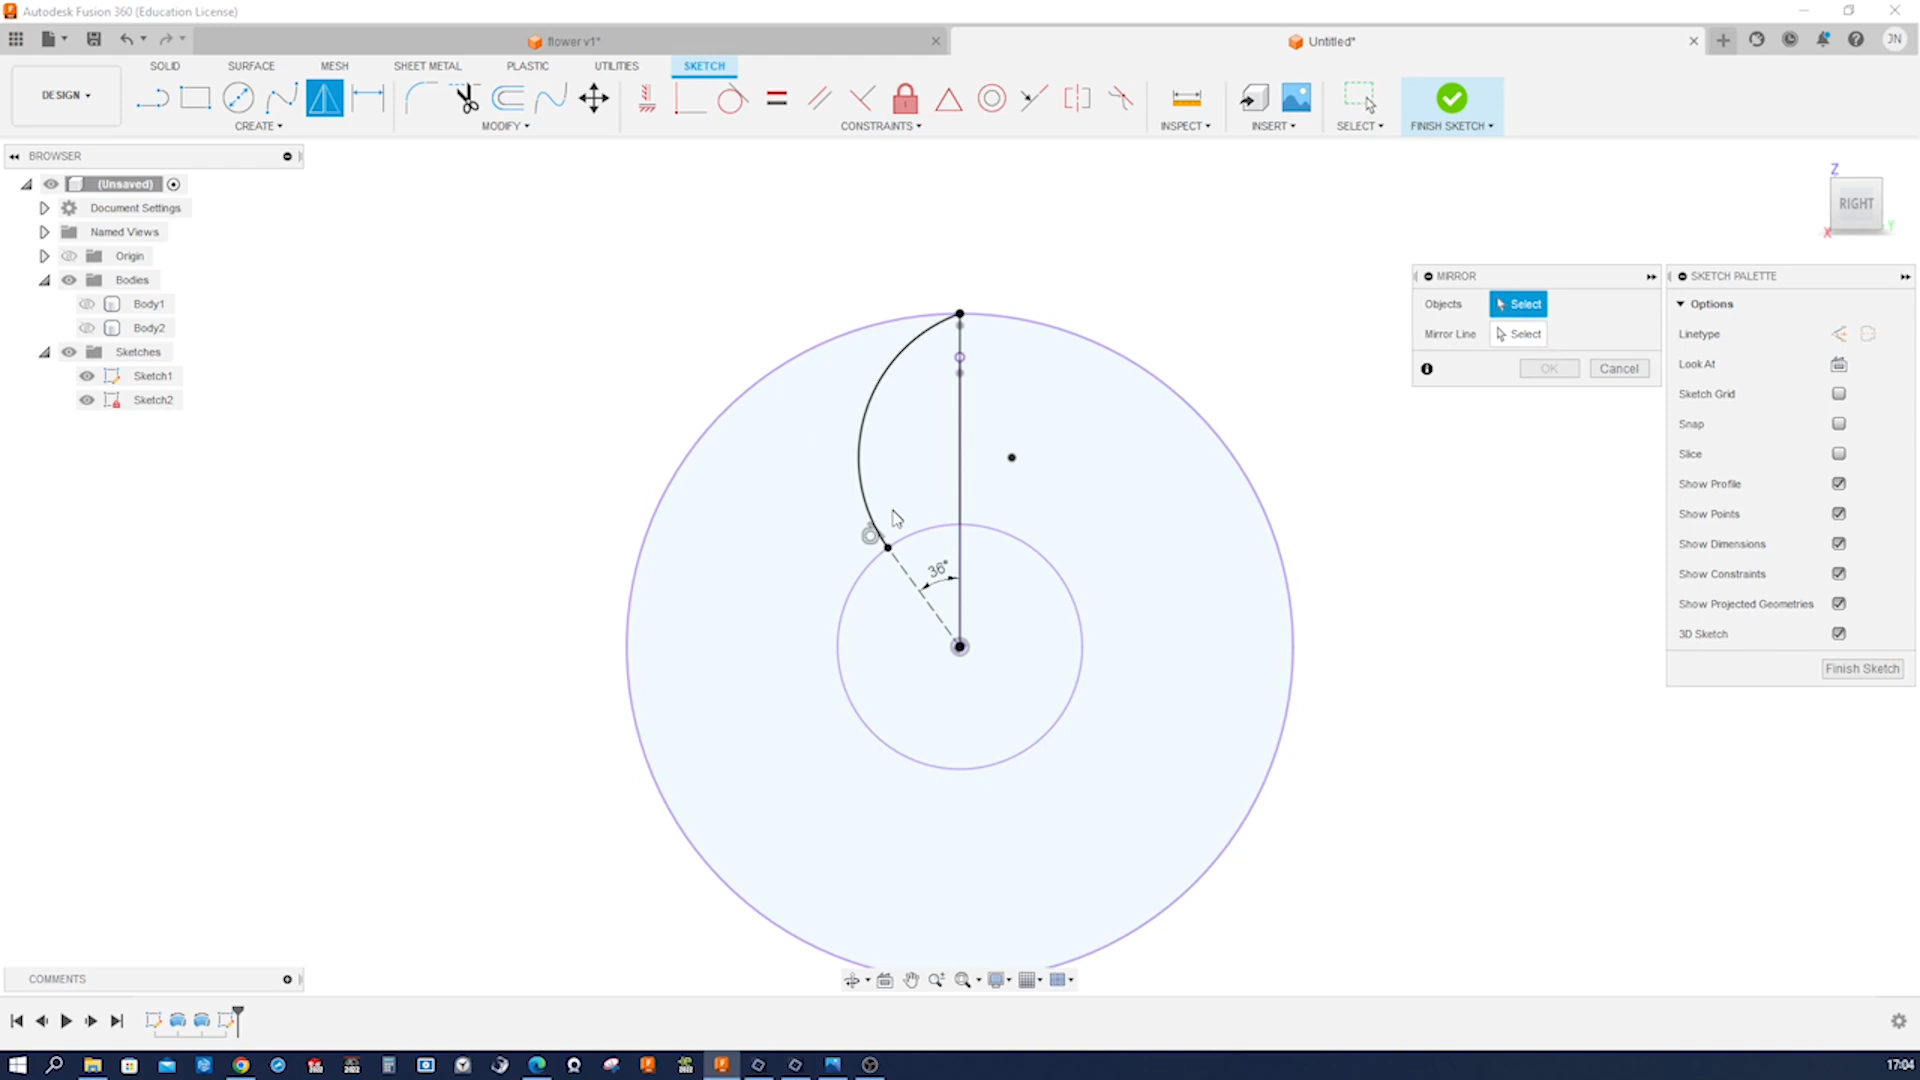 Autodesk Fusion 360 (Education License)
flower v1*
Untitled*
JN
DESIGN
SOLID
SURFACE
MESH
SHEET METAL
PLASTIC
UTILITIES
SKETCH
CREATE
MODIFY
CONSTRAINTS
INSPECT
INSERT
SELECT
FINISH SKETCH
BROWSER
(Unsaved)
Document Settings
Named Views
Origin
Bodies
Body1
Body2
Sketches
Sketch1
Sketch2
36°
Z
RIGHT
X
Y
MIRROR
Objects
Select
Mirror Line
Select
OK
Cancel
SKETCH PALETTE
Options
Linetype
Look At
Sketch Grid
Snap
Slice
Show Profile
Show Points
Show Dimensions
Show Constraints
Show Projected Geometries
3D Sketch
Finish Sketch
COMMENTS
17:04